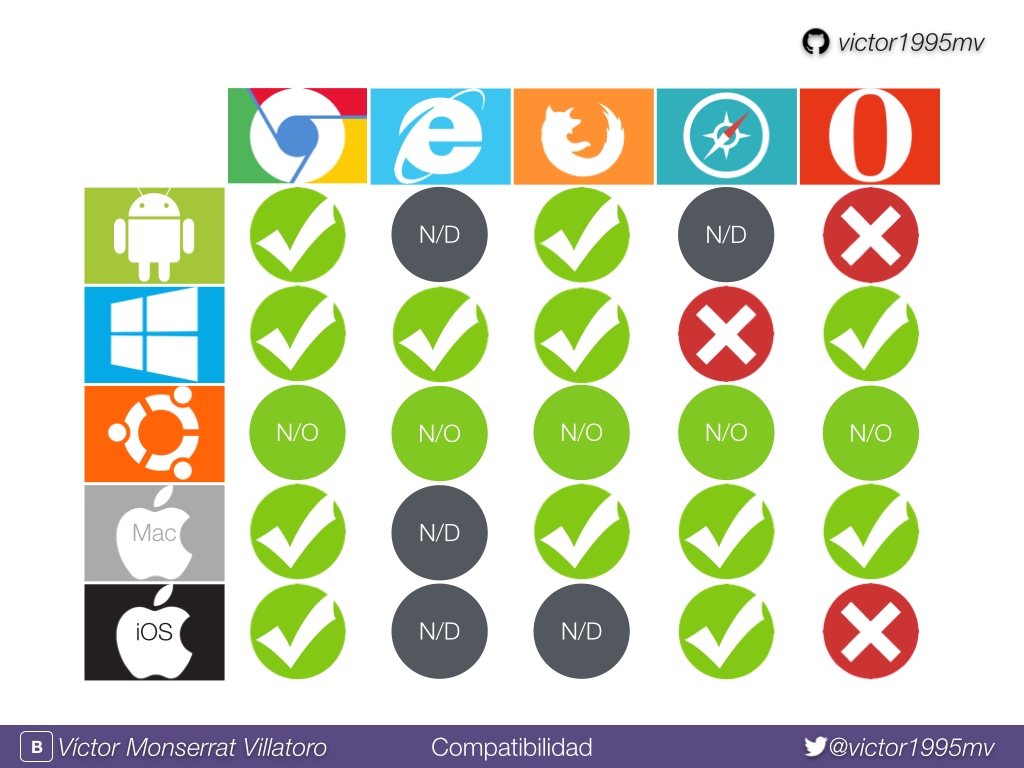 victor1995mv
N/D
N/D
N/O
N/O
N/O
N/O
N/O
Mac
N/D
iOS
N/D
N/D
B Víctor Monserrat Villatoro
Compatibilidad
@victor1995mv